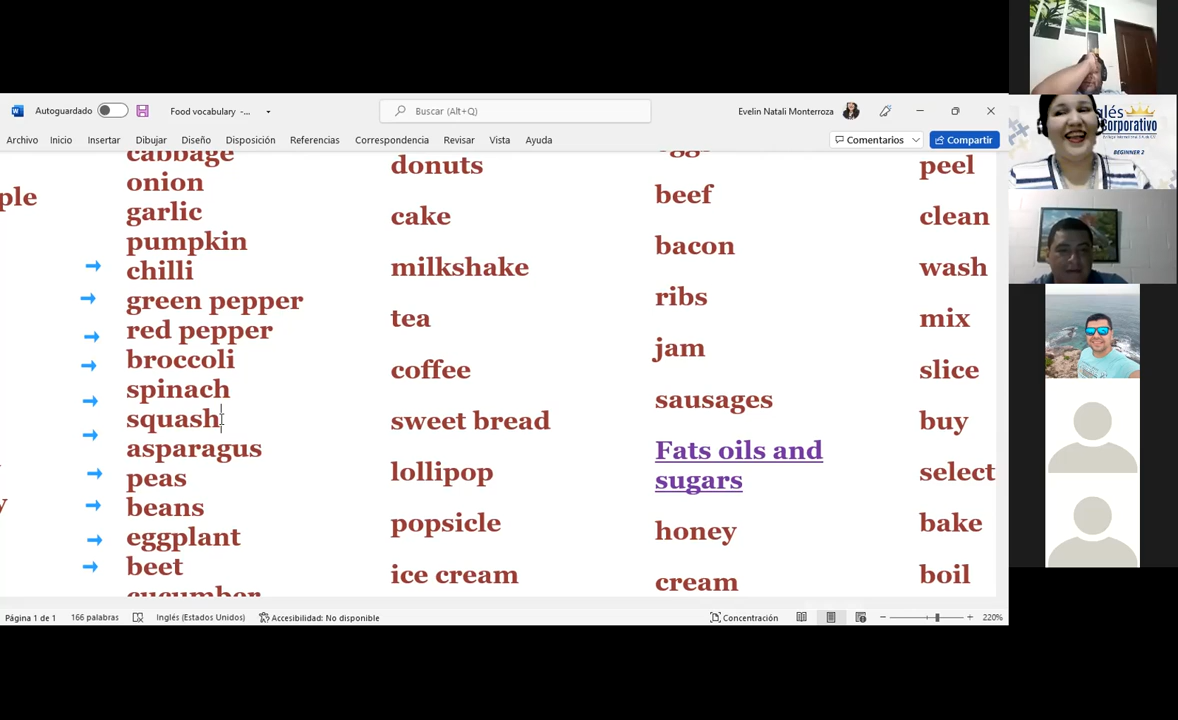 Autoguardado
Food vocabulary -...
Buscar (Alt+Q)
Evelin Natali Monterroza
Archivo
Inicio
Insertar
Dibujar
Diseño
Disposición
Referencias
Correspondencia
Revisar
Vista
Ayuda
Comentarios
Compartir
ple
y
cabbage
onion
garlic
pumpkin
chilli
green pepper
red pepper
broccoli
spinach
squash
asparagus
peas
beans
eggplant
beet
cucumber
donuts
cake
milkshake
tea
coffee
sweet bread
lollipop
popsicle
ice cream
eggs
beef
bacon
ribs
jam
sausages
Fats oils and
sugars
honey
cream
peel
clean
wash
mix
slice
buy
select
bake
boil
Página 1 de 1
166 palabras
Inglés (Estados Unidos)
Accesibilidad: No disponible
Concentración
220%
Corporativo
BEGINNER 2